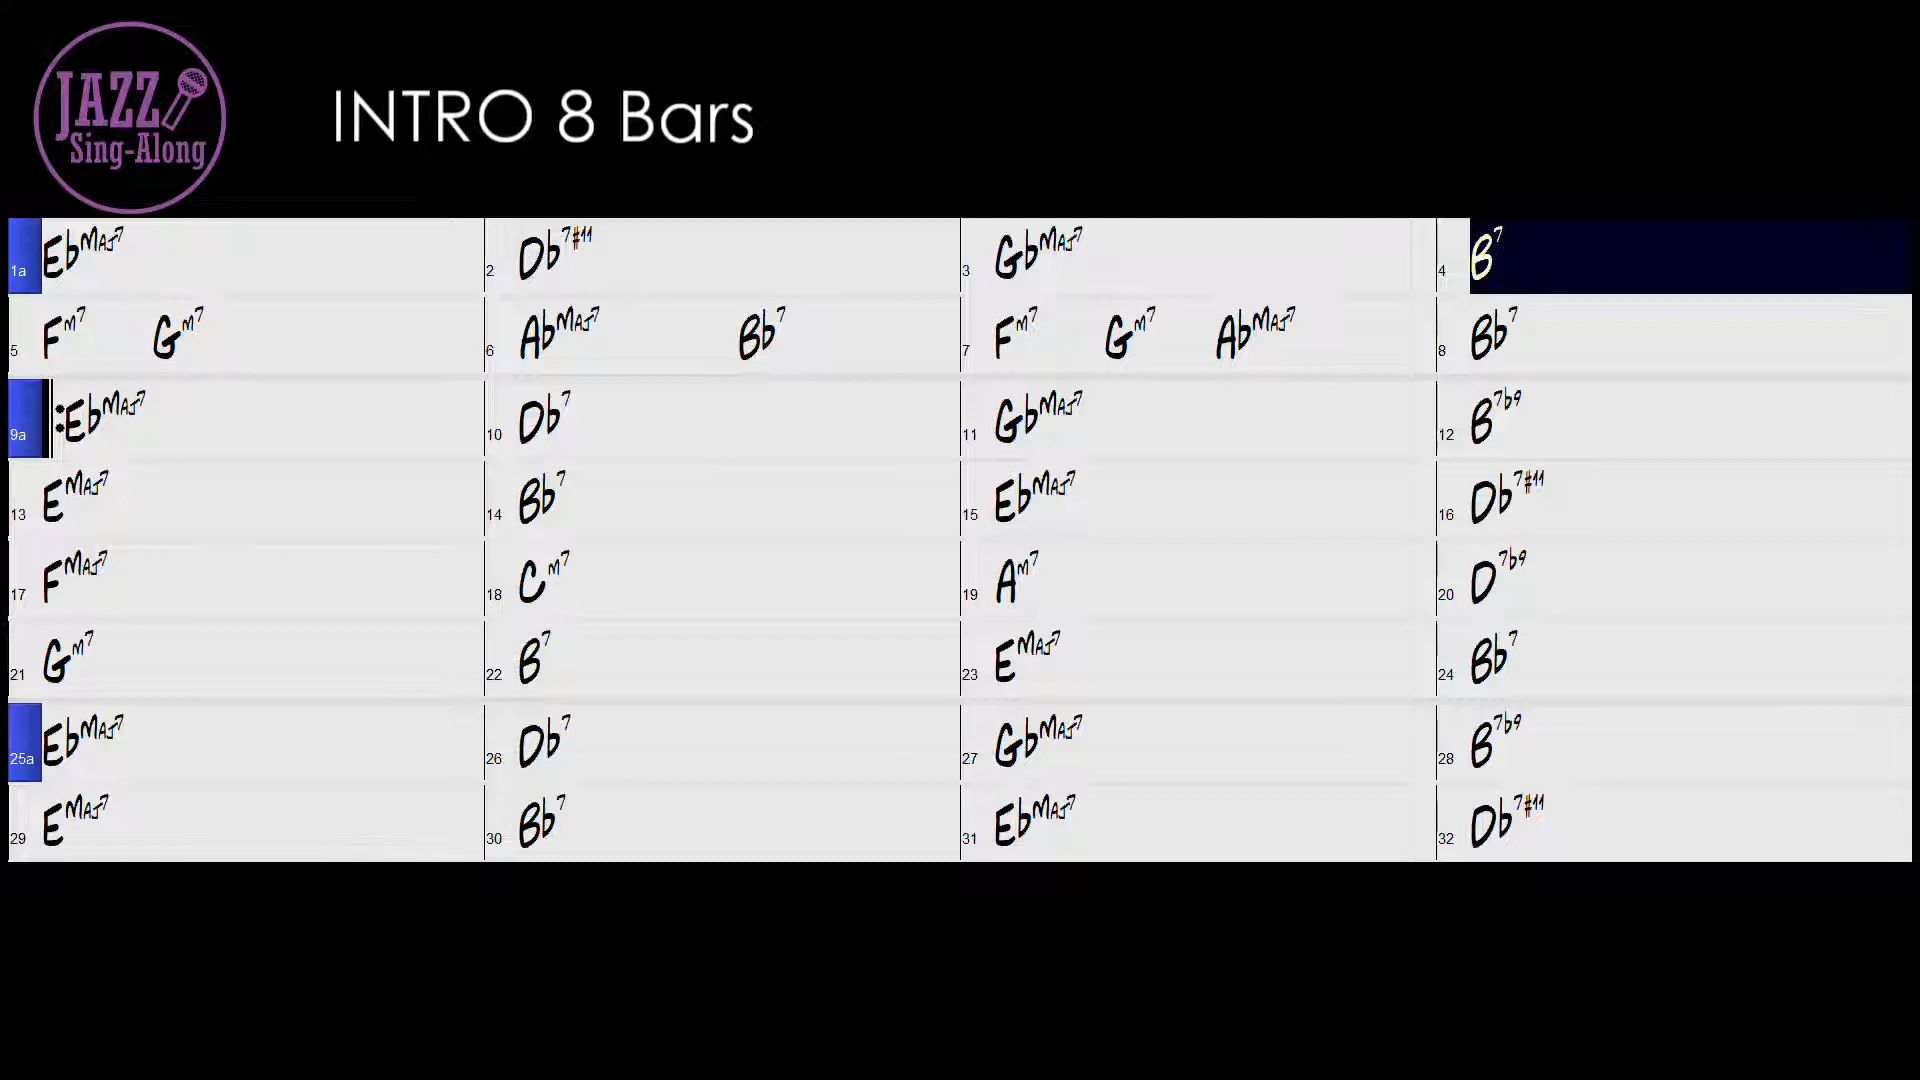 JAZZ
Sing-Along
INTRO 8 Bars
1a EbMAJ7 2 Db7#11 3 GbMAJ7 4 B7
5 Fm7 Gm7 6 AbMAJ7 Bb7 7 Fm7 Gm7 AbMAJ7 8 Bb7
9a :EbMAJ7 10 Db7 11 GbMAJ7 12 B7b9
13 EMAJ7 14 Bb7 15 EbMAJ7 16 Db7#11
17 FMAJ7 18 Cm7 19 Am7 20 D7b9
21 Gm7 22 B7 23 EMAJ7 24 Bb7
25a EbMAJ7 26 Db7 27 GbMAJ7 28 B7b9
29 EMAJ7 30 Bb7 31 EbMAJ7 32 Db7#11